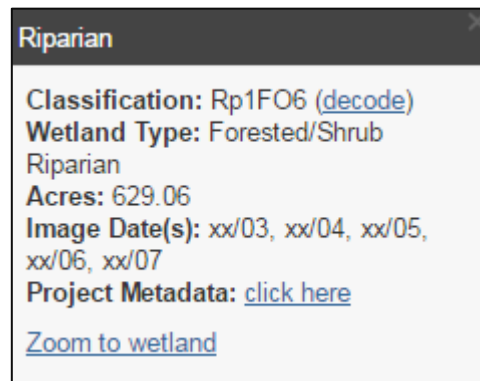 Riparian
Classification: Rp1FO6 (decode)
Wetland Type: Forested/Shrub
Riparian
Acres: 629.06
Image Date(s): xx/03, xx/04, xx/05,
xx/06, xx/07
Project Metadata: click here
Zoom to wetland